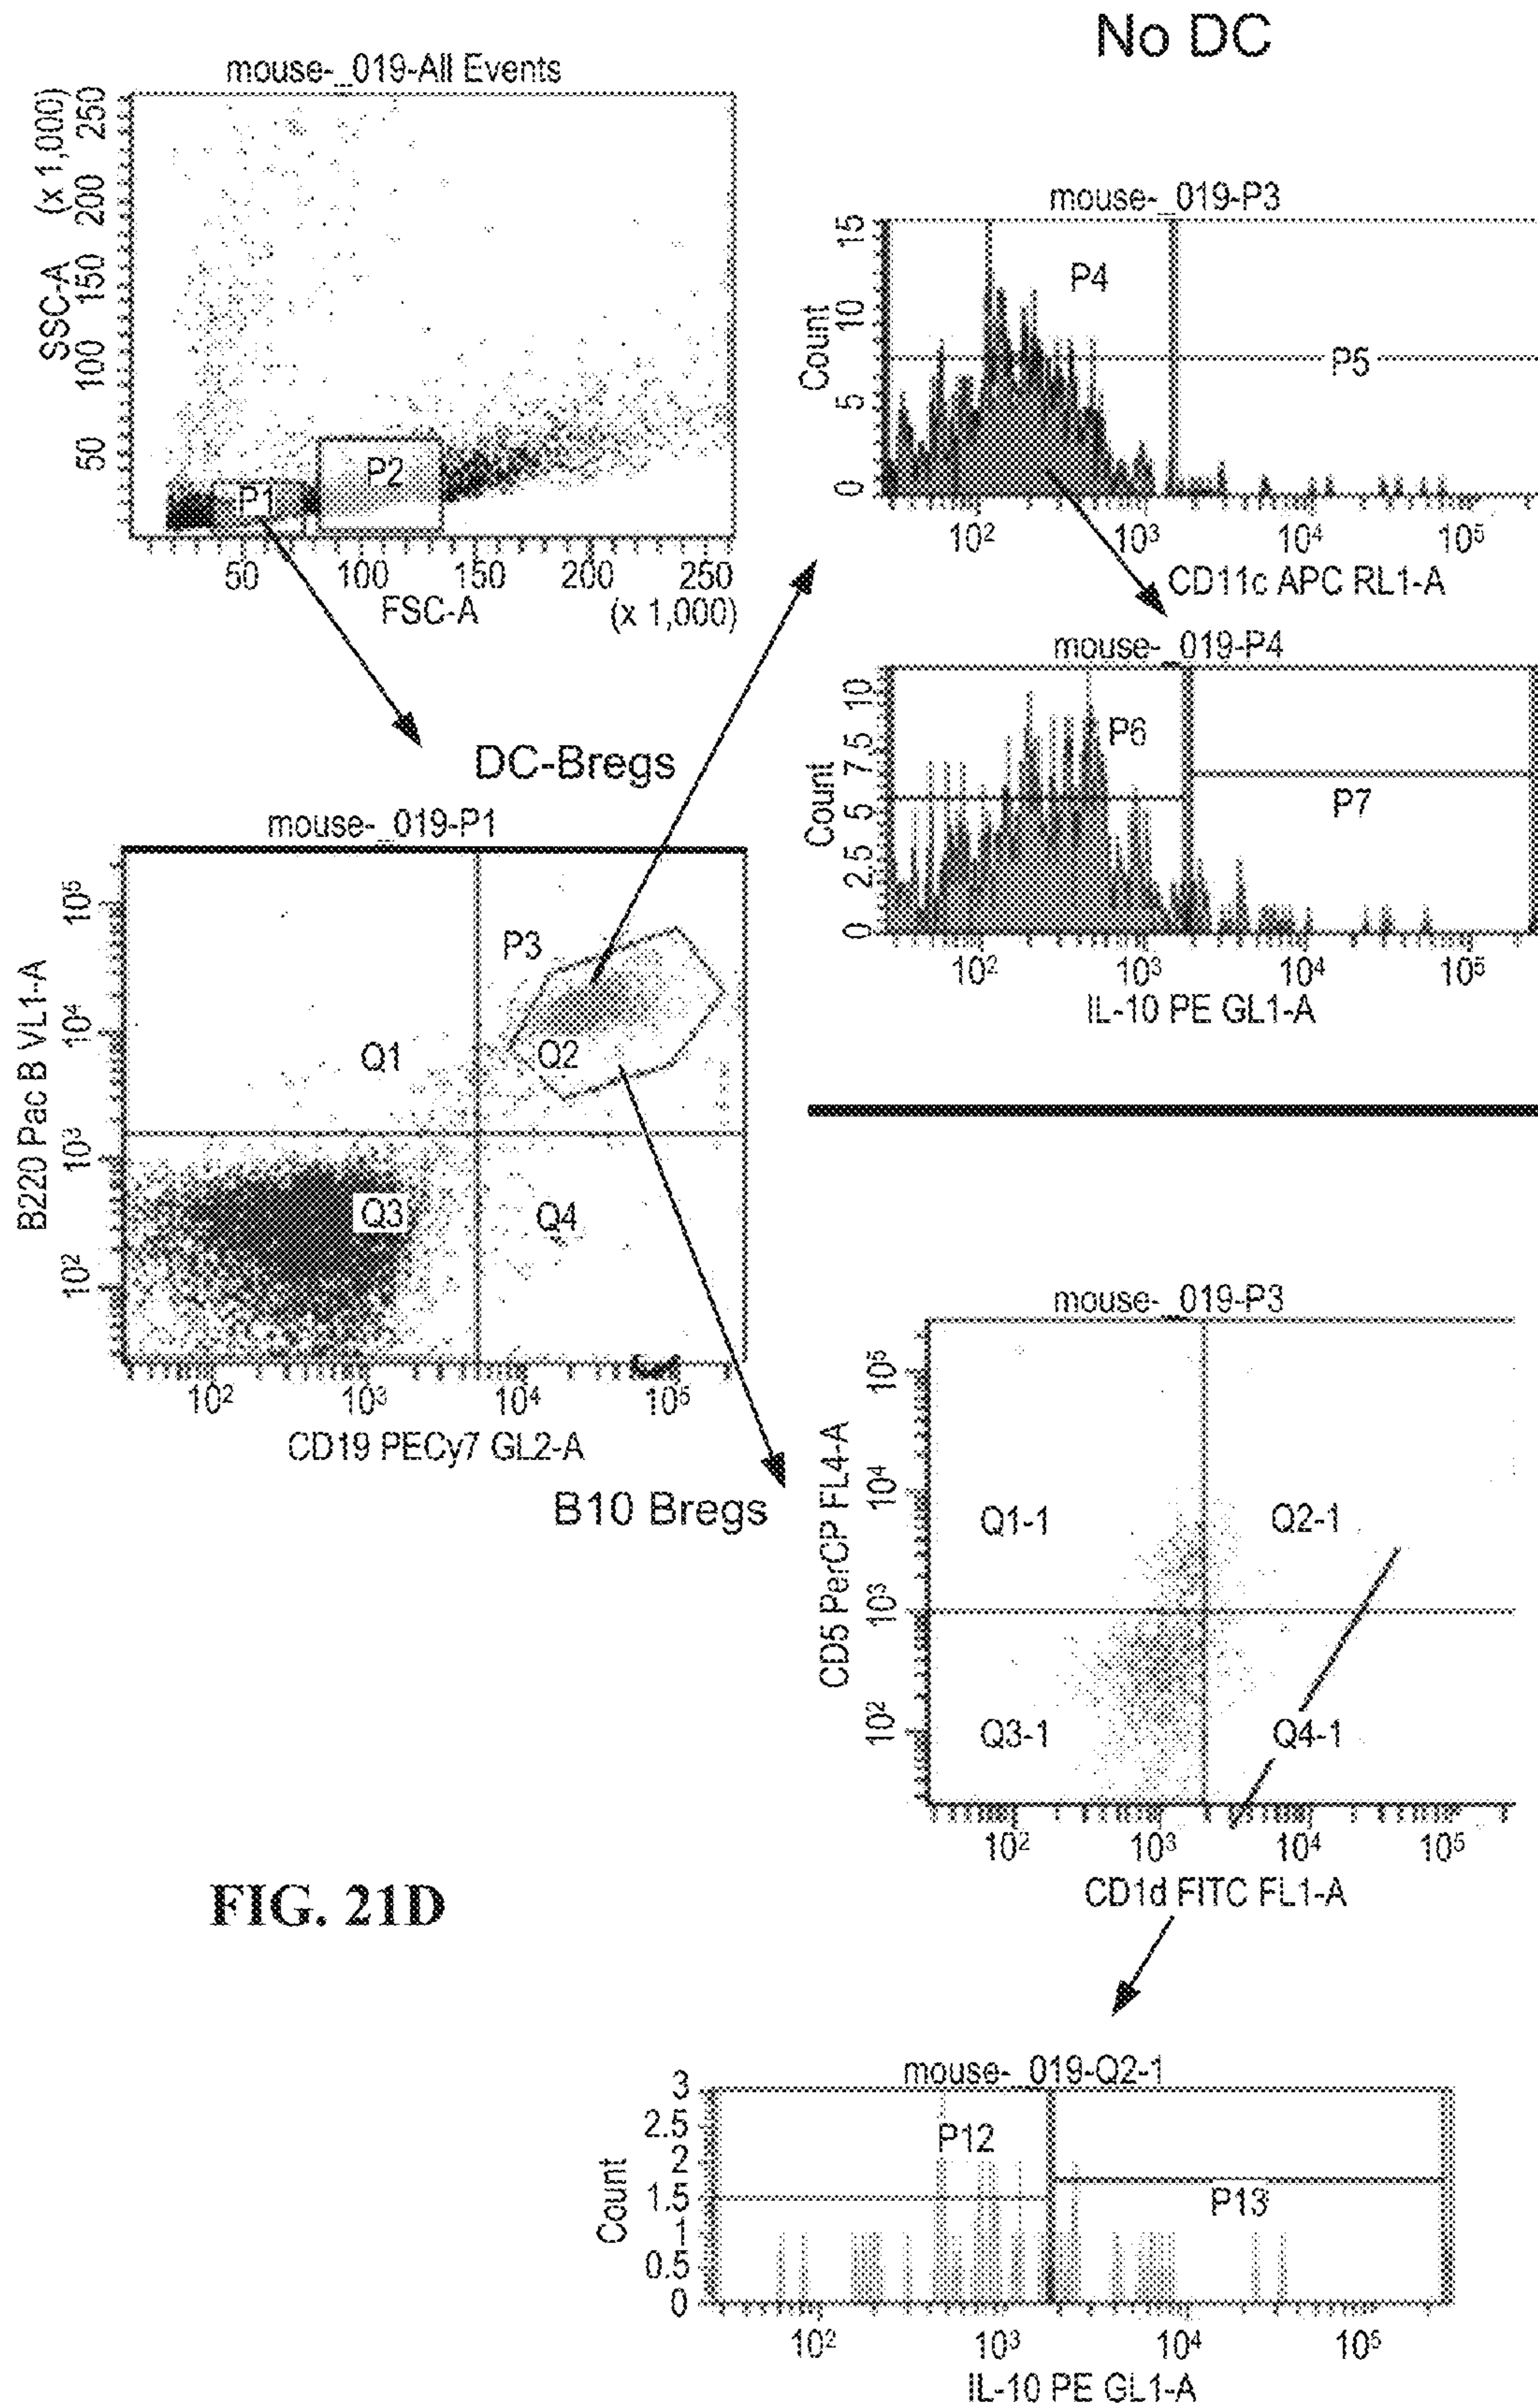 No DC
mouse-_019-All Events
SSC-A (x 1,000)
250
200
150
100
50
P1
P2
50 100 150 200 250
FSC-A (x 1,000)
mouse-_019-P3
Count
15
10
5
0
P4
P5
10² 10³ 10⁴ 10⁵
CD11c APC RL1-A
DC-Bregs
mouse-_019-P4
Count
10
7.5
5
2.5
0
P6
P7
10² 10³ 10⁴ 10⁵
IL-10 PE GL1-A
mouse-_019-P1
B220 Pac B VL1-A
10⁵
10⁴
10³
10²
P3
Q1
Q2
Q3
Q4
10² 10³ 10⁴ 10⁵
CD19 PECy7 GL2-A
B10 Bregs
mouse-_019-P3
CD5 PerCP FL4-A
10⁵
10⁴
10³
10²
Q1-1
Q2-1
Q3-1
Q4-1
10² 10³ 10⁴ 10⁵
CD1d FITC FL1-A
FIG. 21D
mouse-_019-Q2-1
Count
3
2.5
2
1.5
1
0.5
0
P12
P13
10² 10³ 10⁴ 10⁵
IL-10 PE GL1-A